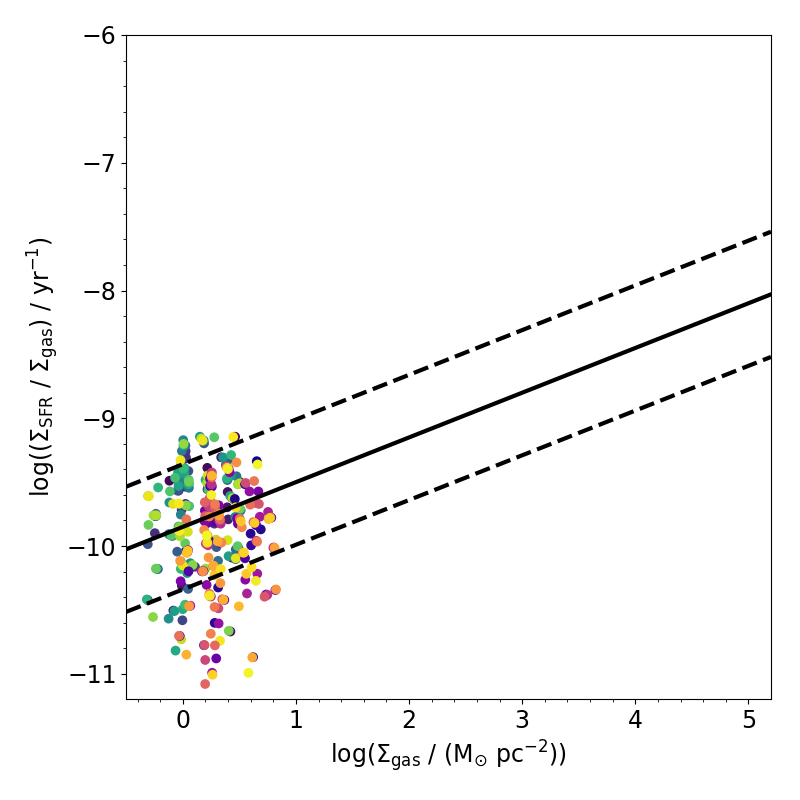 −6
−7
−8
−9
−10
−11
log((Σ_SFR / Σ_gas) / yr⁻¹)
0 1 2 3 4 5
log(Σ_gas / (M_⊙ pc⁻²))